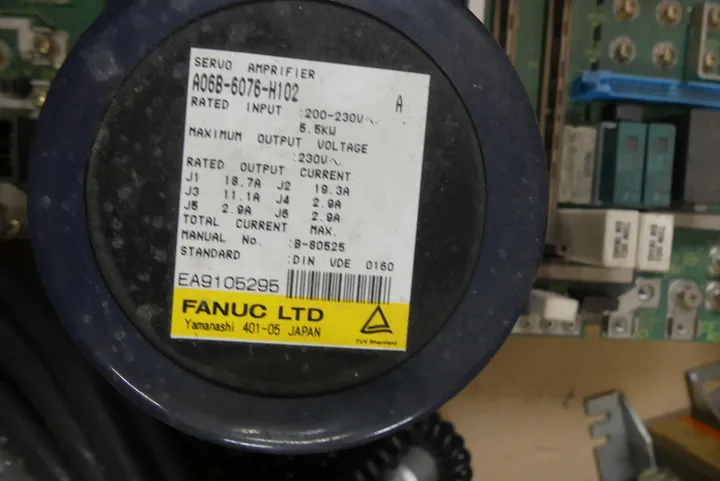 SERVO AMPRIFIER
A06B-6076-H102 A
RATED INPUT :200-230V~
5.5KW
MAXIMUM OUTPUT VOLTAGE
:230V~
RATED OUTPUT CURRENT
J1 18.7A J2 19.3A
J3 11.1A J4 2.9A
J5 2.9A J6 2.9A
TOTAL CURRENT MAX.
MANUAL No. :B-80525
STANDARD :DIN VDE 0160
EA9105295
FANUC LTD
Yamanashi 401-05 JAPAN
TÜV Rheinland